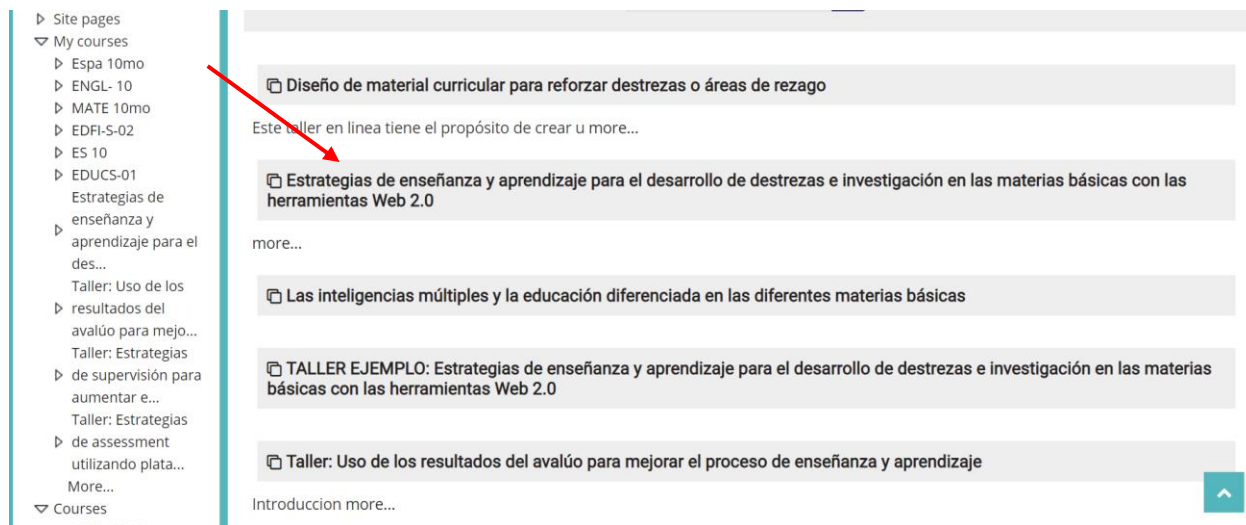 Site pages
My courses
Espa 10mo
ENGL- 10
MATE 10mo
EDFI-S-02
ES 10
EDUCS-01
Estrategias de
enseñanza y
aprendizaje para el
des...
Taller: Uso de los
resultados del
avalúo para mejo...
Taller: Estrategias
de supervisión para
aumentar e...
Taller: Estrategias
de assessment
utilizando plata...
More...
Courses
Diseño de material curricular para reforzar destrezas o áreas de rezago
Este taller en linea tiene el propósito de crear u more...
Estrategias de enseñanza y aprendizaje para el desarrollo de destrezas e investigación en las materias básicas con las
herramientas Web 2.0
more...
Las inteligencias múltiples y la educación diferenciada en las diferentes materias básicas
TALLER EJEMPLO: Estrategias de enseñanza y aprendizaje para el desarrollo de destrezas e investigación en las materias
básicas con las herramientas Web 2.0
Taller: Uso de los resultados del avalúo para mejorar el proceso de enseñanza y aprendizaje
Introduccion more...